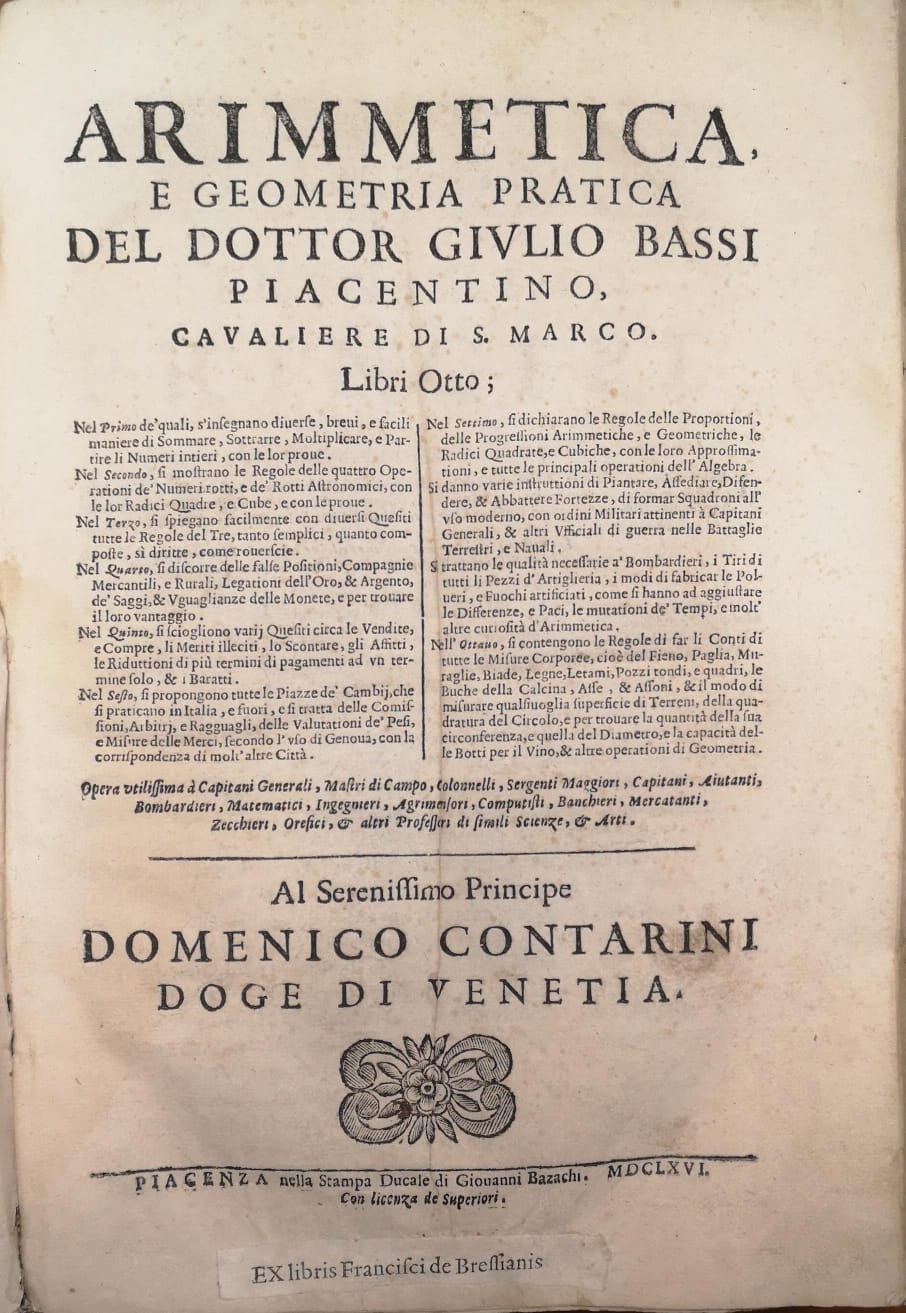 ARIMMETICA,
E GEOMETRIA PRATICA
DEL DOTTOR GIVLIO BASSI
PIACENTINO,
CAVALIERE DI S. MARCO.
Libri Otto;
Nel Primo de'quali, s'inſegnano diuerſe, breui, e facili
maniere di Sommare, Sottrarre, Moltiplicare, e Par-
tire li Numeri intieri, con le lor proue.
Nel Secondo, ſi moſtrano le Regole delle quattro Ope-
rationi de' Numeri rotti, e de' Rotti Aſtronomici, con
le lor Radici Quadre, e Cube, e con le proue.
Nel Terzo, ſi ſpiegano facilmente con diuerſi Queſiti
tutte le Regole del Tre, tanto ſemplici, quanto com-
poſte, sì diritte, come rouerſcie.
Nel Quarto, ſi diſcorre delle falſe Poſitioni, Compagnie
Mercantili, e Rurali, Legationi dell'Oro, & Argento,
de' Saggi, & Vguaglianze delle Monete, e per trouare
il loro vantaggio.
Nel Quinto, ſi ſciogliono varij Queſiti circa le Vendite,
e Compre, li Meriti illeciti, lo Scontare, gli Affitti,
le Riduttioni di più termini di pagamenti ad vn ter-
mine ſolo, & i Baratti.
Nel Seſto, ſi propongono tutte le Piazze de' Cambij, che
ſi praticano in Italia, e fuori, e ſi tratta delle Comiſ-
ſioni, Arbitrj, e Ragguagli, delle Valutationi de' Peſi,
e Miſure delle Merci, ſecondo l'vſo di Genoua, con la
corriſpondenza di molt'altre Città.
Nel Settimo, ſi dichiarano le Regole delle Proportioni,
delle Progreſſioni Arimmetiche, e Geometriche, le
Radici Quadrate, e Cubiche, con le loro Approſſima-
tioni, e tutte le principali operationi dell'Algebra.
Si danno varie inſtruttioni di Piantare, Aſſediare, Difen-
dere, & Abbattere Fortezze, di formar Squadroni all'
vſo moderno, con ordini Militari attinenti à Capitani
Generali, & altri Vfficiali di guerra nelle Battaglie
Terreſtri, e Nauali.
Si trattano le qualità neceſſarie a' Bombardieri, i Tiri di
tutti li Pezzi d'Artiglieria, i modi di fabricar le Pol-
ueri, e Fuochi artificiati, come ſi hanno ad aggiuſtare
le Differenze, e Paci, le mutationi de' Tempi, e molt'
altre curioſità d'Arimmetica.
Nell' Ottauo, ſi contengono le Regole di far li Conti di
tutte le Miſure Corporee, cioè del Fieno, Paglia, Mu-
raglie, Biade, Legne, Letami, Pozzi tondi, e quadri, le
Buche della Calcina, Aſſe, & Aſſoni, & il modo di
miſurare qualſiuoglia ſuperficie di Terreni, della qua-
dratura del Circolo, e per trouare la quantità della ſua
circonferenza, e quella del Diametro, e la capacità del-
le Botti per il Vino, & altre operationi di Geometria.
Opera vtiliſſima à Capitani Generali, Maſtri di Campo, Colonnelli, Sergenti Maggiori, Capitani, Aiutanti,
Bombardieri, Matematici, Ingegnieri, Agrimenſori, Computiſti, Banchieri, Mercatanti,
Zecchieri, Orefici, & altri Profeſſori di ſimili Scienze, & Arti.
Al Sereniſſimo Principe
DOMENICO CONTARINI
DOGE DI VENETIA.
PIACENZA nella Stampa Ducale di Giouanni Bazachi. MDCLXVI.
Con licenza de Superiori.
EX libris Franciſci de Breſſianis